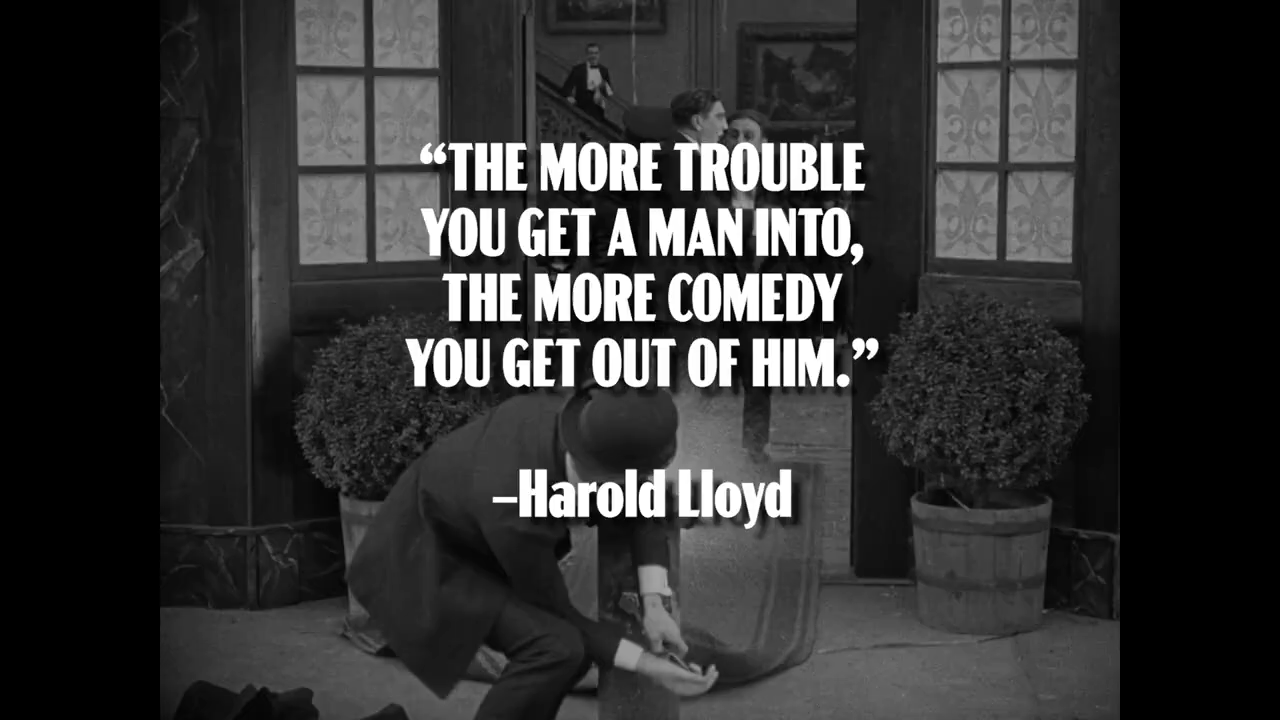 “THE MORE TROUBLE
YOU GET A MAN INTO,
THE MORE COMEDY
YOU GET OUT OF HIM.”
–Harold Lloyd